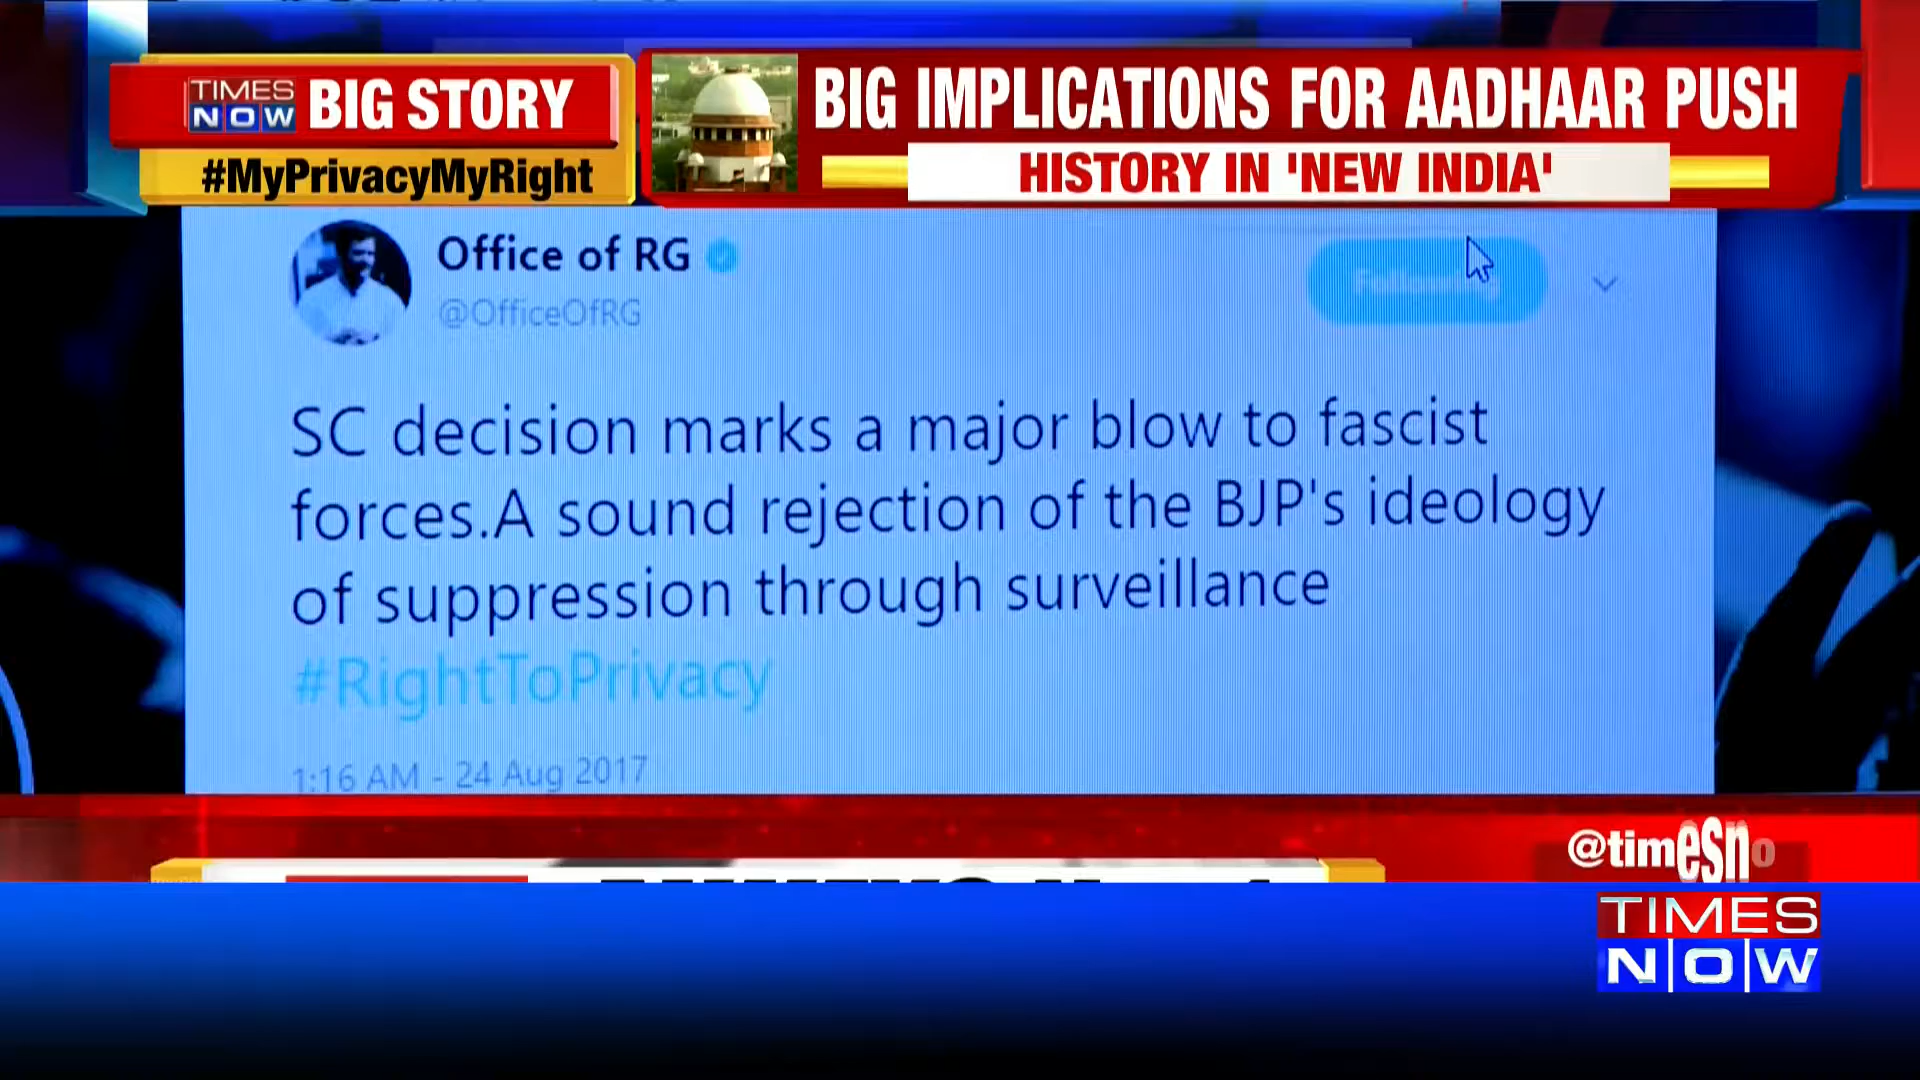 TIMES NOW BIG STORY
#MyPrivacyMyRight
BIG IMPLICATIONS FOR AADHAAR PUSH
HISTORY IN 'NEW INDIA'
Office of RG
@OfficeOfRG
Following
SC decision marks a major blow to fascist
forces.A sound rejection of the BJP's ideology
of suppression through surveillance
#RightToPrivacy
1:16 AM - 24 Aug 2017
@timesno
TIMES
NOW